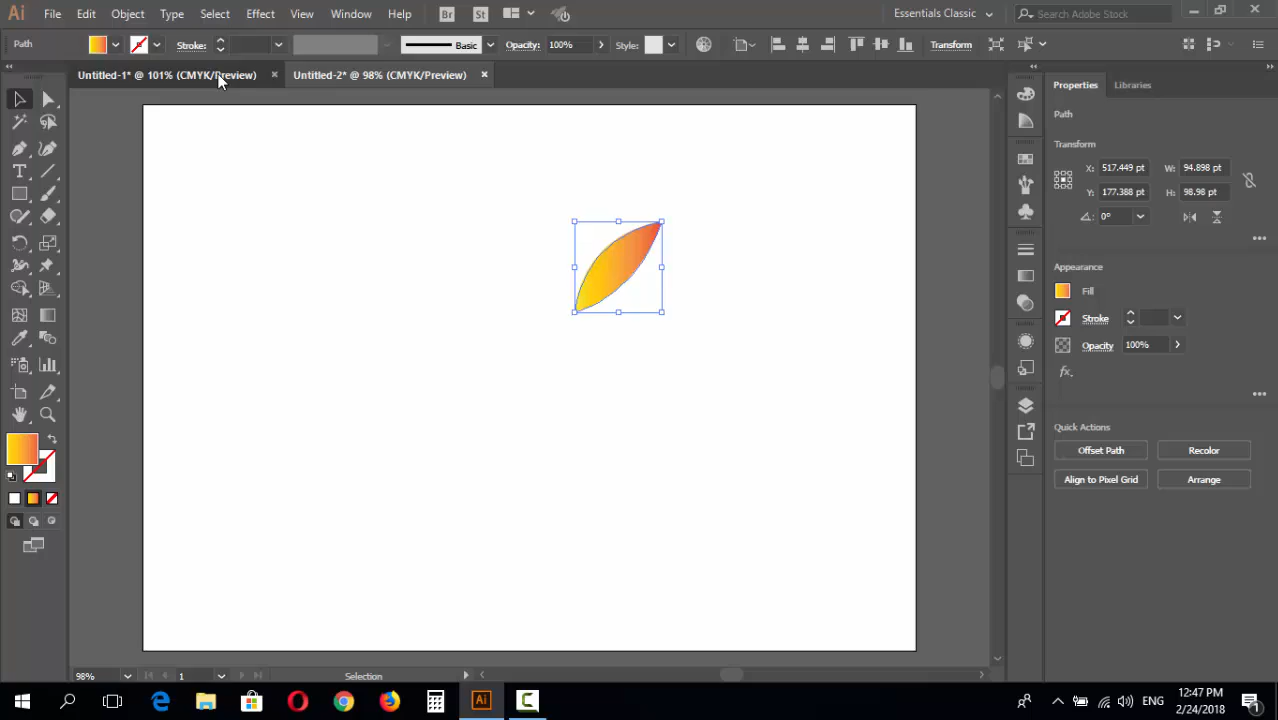 Ai File Edit Object Type Select Effect View Window Help Br St Essentials Classic Search Adobe Stock
Path Stroke: Basic Opacity: 100% Style: Transform
Untitled-1* @ 101% (CMYK/Preview) Untitled-2* @ 98% (CMYK/Preview)
Properties Libraries
Path
Transform
X: 517.449 pt W: 94.898 pt
Y: 177.388 pt H: 98.98 pt
0°
Appearance
Fill
Stroke
Opacity 100%
fx
Quick Actions
Offset Path Recolor
Align to Pixel Grid Arrange
98% 1 Selection
Ai C ENG 12:47 PM
2/24/2018 1